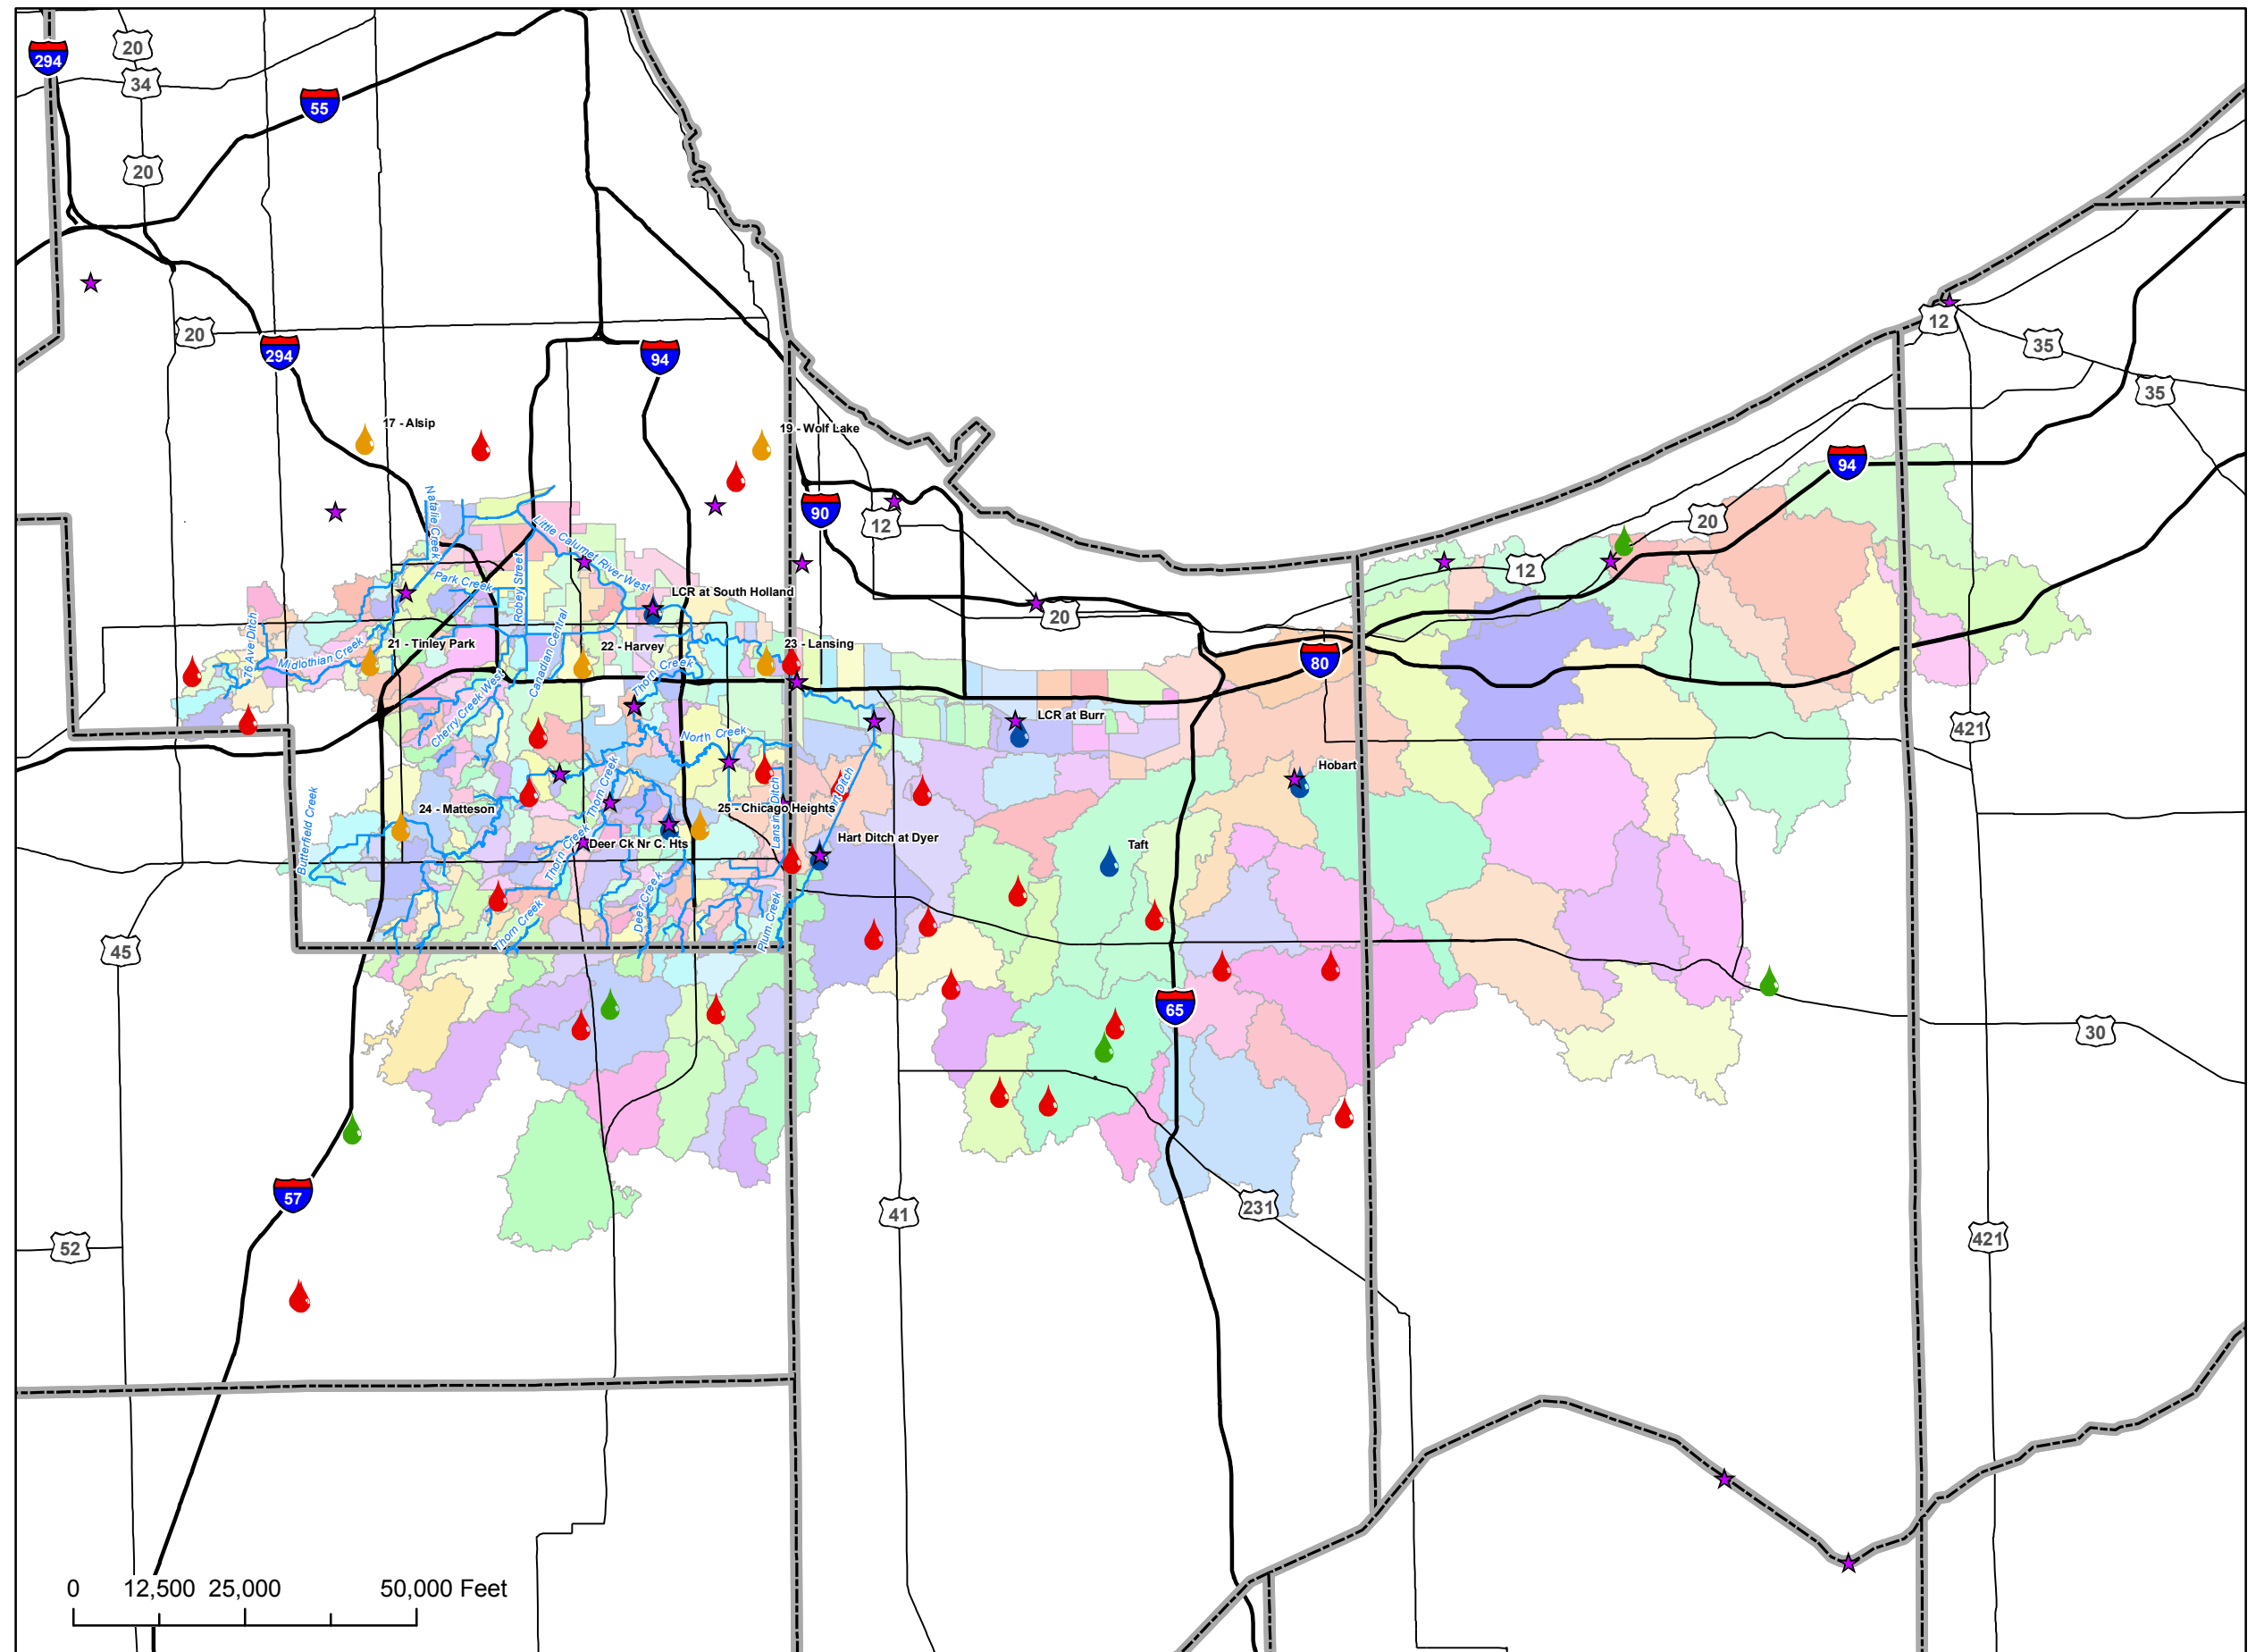 294
20
34
55
20
20
294
94
12
35
35
17 - Alsip
19 - Wolf Lake
94
90
12
20
12
Natalie Creek
Little Calumet River West
Park Creek
Robey Street
LCR at South Holland
20
76 Ave Ditch
Midlothian Creek
21 - Tinley Park
Canadian Central
22 - Harvey
23 - Lansing
Thorn Creek
80
Cherry Creek West
North Creek
LCR at Burr
421
Hobart
Butterfield Creek
24 - Matteson
Thorn Creek
25 - Chicago Heights
Lansing Ditch
Hart Ditch
Thorn Creek
Deer Ck Nr C. Hts
Hart Ditch at Dyer
Taft
45
Thorn Creek
Deer Creek
Plum Creek
65
30
57
52
41
231
421
0 12,500 25,000 50,000 Feet